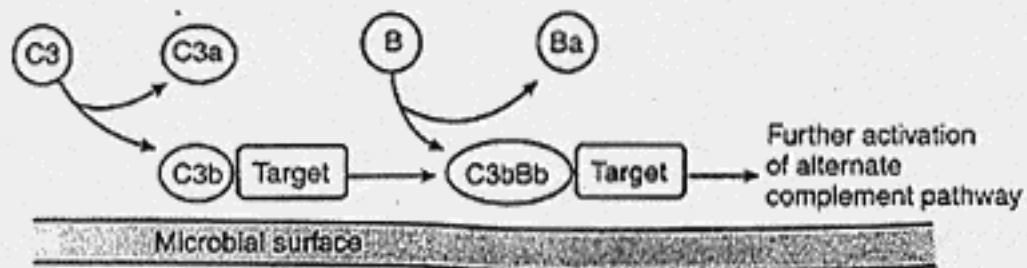 C3
C3a
B
Ba
C3b
Target
C3bBb
Target
Further activation
of alternate
complement pathway
Microbial surface